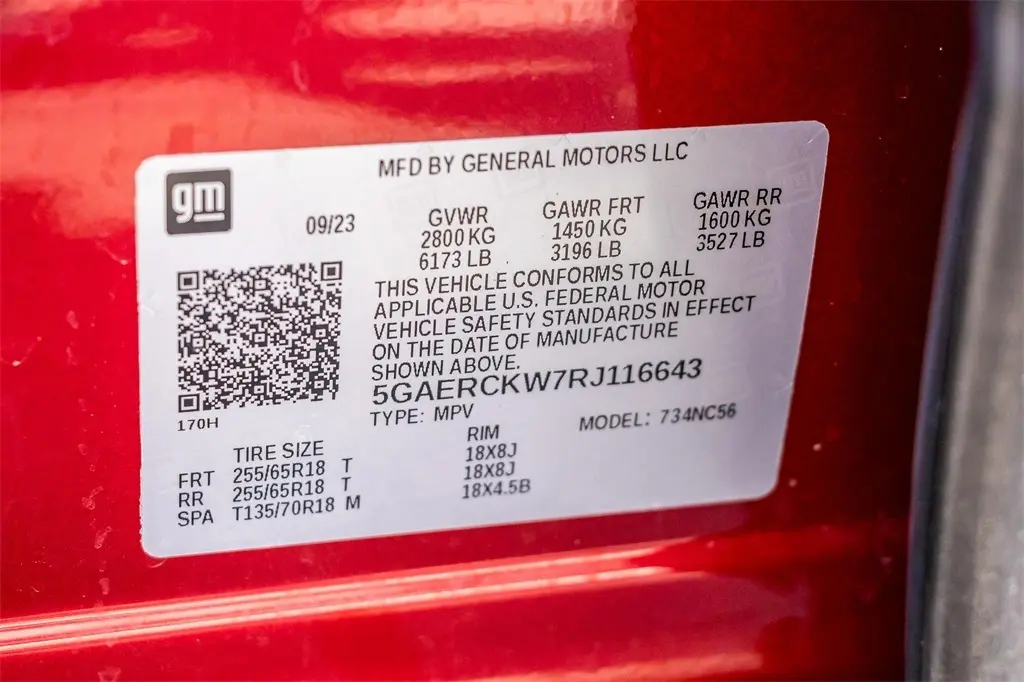 MFD BY GENERAL MOTORS LLC
gm
09/23
GVWR GAWR FRT GAWR RR
2800 KG 1450 KG 1600 KG
6173 LB 3196 LB 3527 LB
THIS VEHICLE CONFORMS TO ALL
APPLICABLE U.S. FEDERAL MOTOR
VEHICLE SAFETY STANDARDS IN EFFECT
ON THE DATE OF MANUFACTURE
SHOWN ABOVE.
5GAERCKW7RJ116643
TYPE: MPV MODEL: 734NC56
170H
TIRE SIZE RIM
FRT 255/65R18 T 18X8J
RR 255/65R18 T 18X8J
SPA T135/70R18 M 18X4.5B